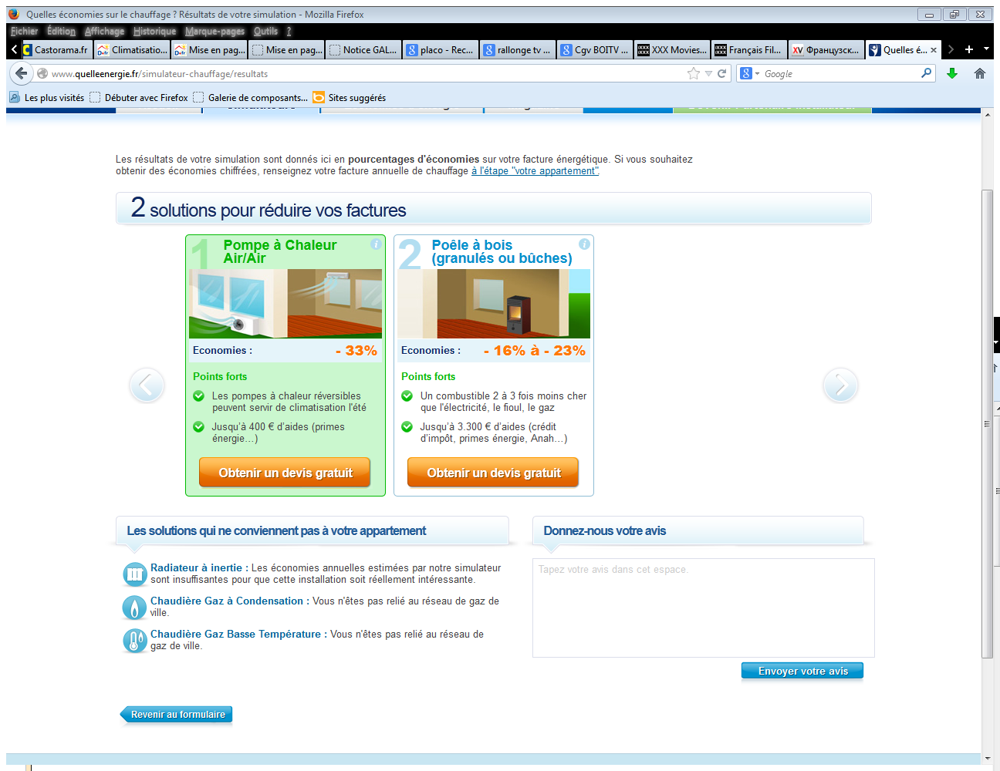 Quelles économies sur le chauffage ? Résultats de votre simulation - Mozilla Firefox
Fichier Édition Affichage Historique Marque-pages Outils ?
Castorama.fr Climatisatio... Mise en pag... Mise en pag... Notice GAL... placo - Rec... rallonge tv ... Cgv BOITV ... XXX Movies... Français Fil... Французск... Quelles é...
www.quelleenergie.fr/simulateur-chauffage/resultats Google
Les plus visités Débuter avec Firefox Galerie de composants... Sites suggérés
Les résultats de votre simulation sont donnés ici en pourcentages d'économies sur votre facture énergétique. Si vous souhaitez
obtenir des économies chiffrées, renseignez votre facture annuelle de chauffage à l'étape "votre appartement".
2 solutions pour réduire vos factures
1 Pompe à Chaleur
Air/Air
Economies : - 33%
Points forts
Les pompes à chaleur réversibles
peuvent servir de climatisation l'été
Jusqu'à 400 € d'aides (primes
énergie...)
Obtenir un devis gratuit
2 Poêle à bois
(granulés ou bûches)
Economies : - 16% à - 23%
Points forts
Un combustible 2 à 3 fois moins cher
que l'électricité, le fioul, le gaz
Jusqu'à 3.300 € d'aides (crédit
d'impôt, primes énergie, Anah...)
Obtenir un devis gratuit
Les solutions qui ne conviennent pas à votre appartement
Radiateur à inertie : Les économies annuelles estimées par notre simulateur
sont insuffisantes pour que cette installation soit réellement intéressante.
Chaudière Gaz à Condensation : Vous n'êtes pas relié au réseau de gaz de
ville.
Chaudière Gaz Basse Température : Vous n'êtes pas relié au réseau de
gaz de ville.
Donnez-nous votre avis
Tapez votre avis dans cet espace.
Envoyer votre avis
Revenir au formulaire